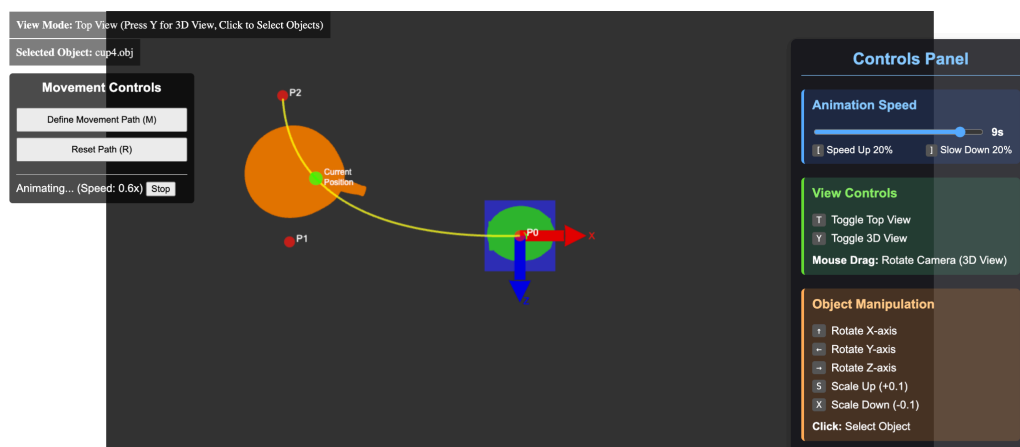 View Mode: Top View (Press Y for 3D View, Click to Select Objects)
Selected Object: cup4.obj
Movement Controls
Define Movement Path (M)
Reset Path (R)
Animating... (Speed: 0.6x) Stop
P2
Current
Position
P1
P0
X
Z
Controls Panel
Animation Speed
9s
[ Speed Up 20% ] Slow Down 20%
View Controls
T Toggle Top View
Y Toggle 3D View
Mouse Drag: Rotate Camera (3D View)
Object Manipulation
↑ Rotate X-axis
← Rotate Y-axis
→ Rotate Z-axis
S Scale Up (+0.1)
X Scale Down (-0.1)
Click: Select Object